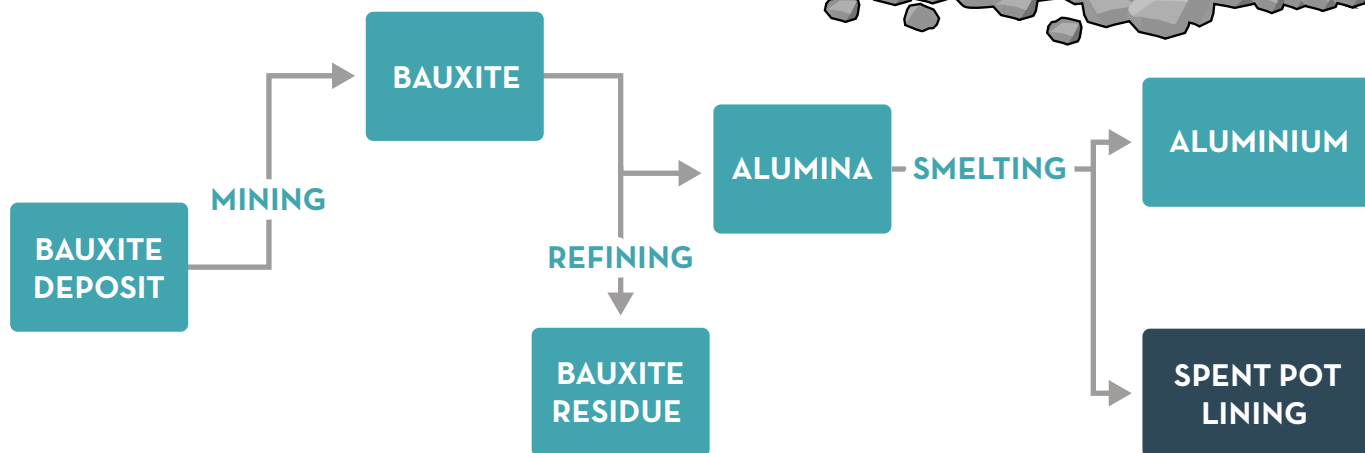 BAUXITE
DEPOSIT
MINING
BAUXITE
REFINING
BAUXITE
RESIDUE
ALUMINA
SMELTING
ALUMINIUM
SPENT POT
LINING